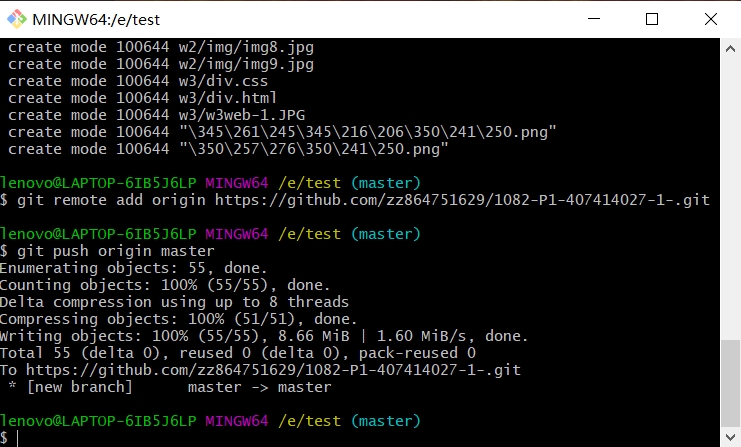 MINGW64:/e/test
create mode 100644 w2/img/img8.jpg
create mode 100644 w2/img/img9.jpg
create mode 100644 w3/div.css
create mode 100644 w3/div.html
create mode 100644 w3/w3web-1.JPG
create mode 100644 "\345\261\245\345\216\206\350\241\250.png"
create mode 100644 "\350\257\276\350\241\250.png"
lenovo@LAPTOP-6IB5J6LP MINGW64 /e/test (master)
$ git remote add origin https://github.com/zz864751629/1082-P1-407414027-1-.git
lenovo@LAPTOP-6IB5J6LP MINGW64 /e/test (master)
$ git push origin master
Enumerating objects: 55, done.
Counting objects: 100% (55/55), done.
Delta compression using up to 8 threads
Compressing objects: 100% (51/51), done.
Writing objects: 100% (55/55), 8.66 MiB | 1.60 MiB/s, done.
Total 55 (delta 0), reused 0 (delta 0), pack-reused 0
To https://github.com/zz864751629/1082-P1-407414027-1-.git
* [new branch]      master -> master
lenovo@LAPTOP-6IB5J6LP MINGW64 /e/test (master)
$